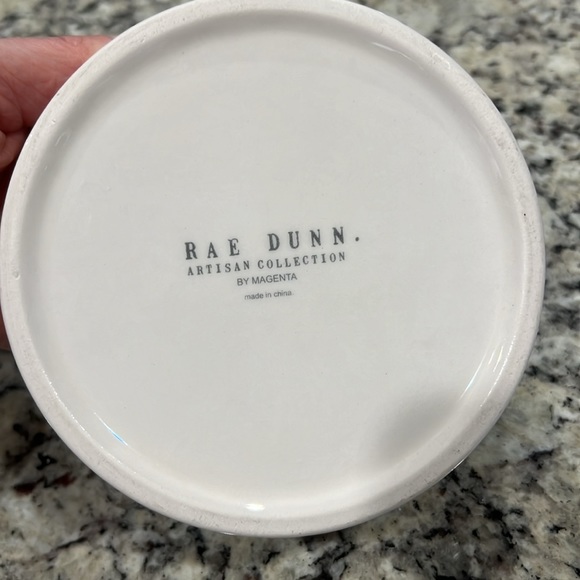 RAE DUNN.
ARTISAN COLLECTION
BY MAGENTA
made in china